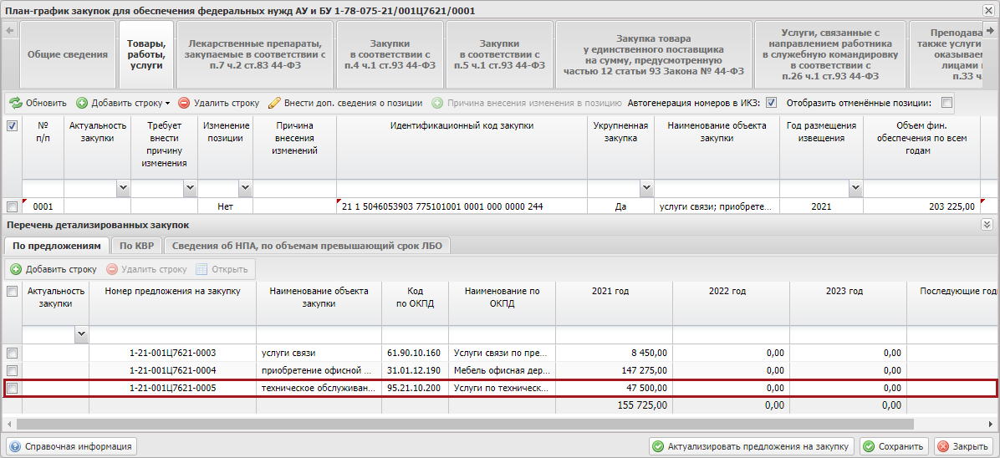 План-график закупок для обеспечения федеральных нужд АУ и БУ 1-78-075-21/001Ц7621/0001
Общие сведения
Товары,
работы,
услуги
Лекарственные препараты,
закупаемые в соответствии с
п.7 ч.2 ст.83 44-ФЗ
Закупки
в соответствии с
п.4 ч.1 ст.93 44-ФЗ
Закупки
в соответствии с
п.5 ч.1 ст.93 44-ФЗ
Закупка товара
у единственного поставщика
на сумму, предусмотренную
частью 12 статьи 93 Закона № 44-ФЗ
Услуги, связанные с
направлением работника
в служебную командировку
в соответствии с
п.26 ч.1 ст.93 44-ФЗ
Преподава
также услуги
оказываем
лицами
п.33 ч.
Обновить Добавить строку Удалить строку Внести доп. сведения о позиции Причина внесения изменения в позицию Автогенерация номеров в ИКЗ: Отобразить отменённые позиции:
№
п/п
Актуальность
закупки
Требует
внести
причину
изменения
Изменение
позиции
Причина
внесения
изменений
Идентификационный код закупки
Укрупненная
закупка
Наименование объекта
закупки
Год размещения
извещения
Объем фин.
обеспечения по всем
годам
0001 Нет 21 1 5046053903 775101001 0001 000 0000 244 Да услуги связи; приобрете... 2021 203 225,00
Перечень детализированных закупок
По предложениям По КВР Сведения об НПА, по объемам превышающий срок ЛБО
Добавить строку Удалить строку Открыть
Актуальность
закупки
Номер предложения на закупку
Наименование объекта
закупки
Код
по ОКПД
Наименование по
ОКПД
2021 год
2022 год
2023 год
Последующие год
1-21-001Ц7621-0003 услуги связи 61.90.10.160 Услуги связи по пре... 8 450,00 0,00 0,00
1-21-001Ц7621-0004 приобретение офисной ... 31.01.12.190 Мебель офисная дер... 147 275,00 0,00 0,00
1-21-001Ц7621-0005 техническое обслуживан... 95.21.10.200 Услуги по техническ... 47 500,00 0,00 0,00
155 725,00 0,00 0,00
Справочная информация Актуализировать предложения на закупку Сохранить Закрыть